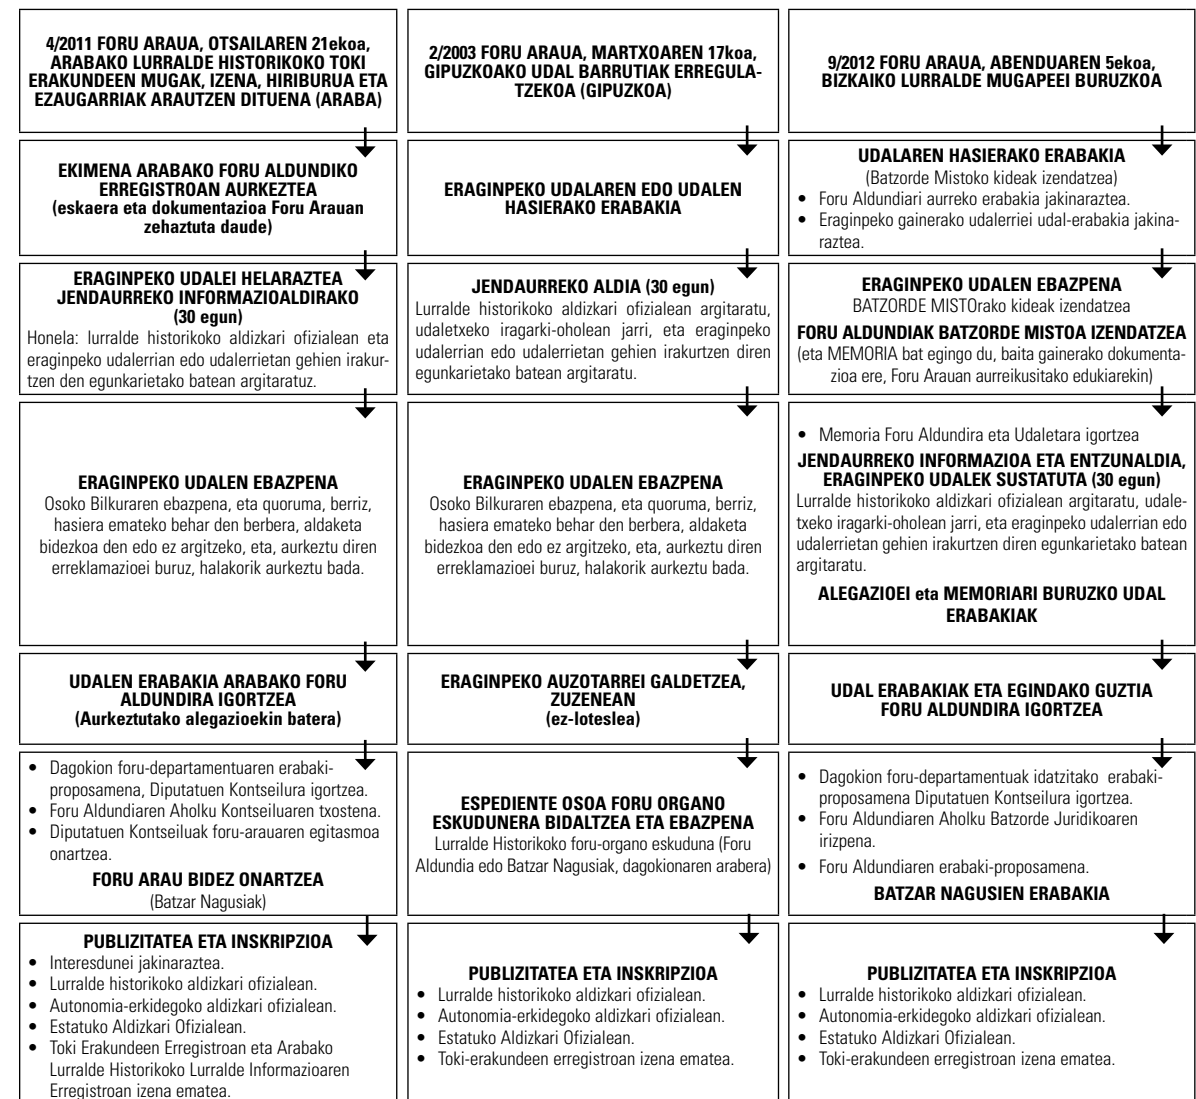 4/2011 FORU ARAUA, OTSAILAREN 21ekoa,
ARABAKO LURRALDE HISTORIKOKO TOKI
ERAKUNDEEN MUGAK, IZENA, HIRIBURUA ETA
EZAUGARRIAK ARAUTZEN DITUENA (ARABA)
EKIMENA ARABAKO FORU ALDUNDIKO
ERREGISTROAN AURKEZTEA
(eskaera eta dokumentazioa Foru Arauan
zehaztuta daude)
ERAGINPEKO UDALEI HELARAZTEA
JENDAURREKO INFORMAZIOALDIRAKO
(30 egun)
Honela: lurralde historikoko aldizkari ofizialean eta
eraginpeko udalerrian edo udalerrietan gehien irakur-
tzen den egunkarietako batean argitaratuz.
ERAGINPEKO UDALEN EBAZPENA
Osoko Bilkuraren ebazpena, eta quoruma, berriz,
hasiera emateko behar den berbera, aldaketa
bidezkoa den edo ez argitzeko, eta, aurkeztu diren
erreklamazioei buruz, halakorik aurkeztu bada.
UDALEN ERABAKIA ARABAKO FORU
ALDUNDIRA IGORTZEA
(Aurkeztutako alegazioekin batera)
• Dagokion foru-departamentuaren erabaki-
proposamena, Diputatuen Kontseilura igortzea.
• Foru Aldundiaren Aholku Kontseiluaren txostena.
• Diputatuen Kontseiluak foru-arauaren egitasmoa
onartzea.
FORU ARAU BIDEZ ONARTZEA
(Batzar Nagusiak)
PUBLIZITATEA ETA INSKRIPZIOA
• Interesdunei jakinaraztea.
• Lurralde historikoko aldizkari ofizialean.
• Autonomia-erkidegoko aldizkari ofizialean.
• Estatuko Aldizkari Ofizialean.
• Toki Erakundeen Erregistroan eta Arabako
Lurralde Historikoko Lurralde Informazioaren
Erregistroan izena ematea.
2/2003 FORU ARAUA, MARTXOAREN 17koa,
GIPUZKOAKO UDAL BARRUTIAK ERREGULA-
TZEKOA (GIPUZKOA)
ERAGINPEKO UDALAREN EDO UDALEN
HASIERAKO ERABAKIA
JENDAURREKO ALDIA (30 egun)
Lurralde historikoko aldizkari ofizialean argitaratu,
udaletxeko iragarki-oholean jarri, eta eraginpeko
udalerrian edo udalerrietan gehien irakurtzen diren
egunkarietako batean argitaratu.
ERAGINPEKO UDALEN EBAZPENA
Osoko Bilkuraren ebazpena, eta quoruma, berriz,
hasiera emateko behar den berbera, aldaketa
bidezkoa den edo ez argitzeko, eta, aurkeztu diren
erreklamazioei buruz, halakorik aurkeztu bada.
ERAGINPEKO AUZOTARREI GALDETZEA,
ZUZENEAN
(ez-loteslea)
ESPEDIENTE OSOA FORU ORGANO
ESKUDUNERA BIDALTZEA ETA EBAZPENA
Lurralde Historikoko foru-organo eskuduna (Foru
Aldundia edo Batzar Nagusiak, dagokionaren arabera)
PUBLIZITATEA ETA INSKRIPZIOA
• Lurralde historikoko aldizkari ofizialean.
• Autonomia-erkidegoko aldizkari ofizialean.
• Estatuko Aldizkari Ofizialean.
• Toki-erakundeen erregistroan izena ematea.
9/2012 FORU ARAUA, ABENDUAREN 5ekoa,
BIZKAIKO LURRALDE MUGAPEEI BURUZKOA
UDALAREN HASIERAKO ERABAKIA
(Batzorde Mistoko kideak izendatzea)
• Foru Aldundiari aurreko erabakia jakinaraztea.
• Eraginpeko gainerako udalerriei udal-erabakia jakina-
raztea.
ERAGINPEKO UDALEN EBAZPENA
BATZORDE MISTOrako kideak izendatzea
FORU ALDUNDIAK BATZORDE MISTOA IZENDATZEA
(eta MEMORIA bat egingo du, baita gainerako dokumenta-
zioa ere, Foru Arauan aurreikusitako edukiarekin)
• Memoria Foru Aldundira eta Udaletara igortzea
JENDAURREKO INFORMAZIOA ETA ENTZUNALDIA,
ERAGINPEKO UDALEK SUSTATUTA (30 egun)
Lurralde historikoko aldizkari ofizialean argitaratu, udale-
txeko iragarki-oholean jarri, eta eraginpeko udalerrian edo
udalerrietan gehien irakurtzen diren egunkarietako batean
argitaratu.
ALEGAZIOEI eta MEMORIARI BURUZKO UDAL
ERABAKIAK
UDAL ERABAKIAK ETA EGINDAKO GUZTIA
FORU ALDUNDIRA IGORTZEA
• Dagokion foru-departamentuak idatzitako erabaki-
proposamena Diputatuen Kontseilura igortzea.
• Foru Aldundiaren Aholku Batzorde Juridikoaren
irizpena.
• Foru Aldundiaren erabaki-proposamena.
BATZAR NAGUSIEN ERABAKIA
PUBLIZITATEA ETA INSKRIPZIOA
• Lurralde historikoko aldizkari ofizialean.
• Autonomia-erkidegoko aldizkari ofizialean.
• Estatuko Aldizkari Ofizialean.
• Toki-erakundeen erregistroan izena ematea.